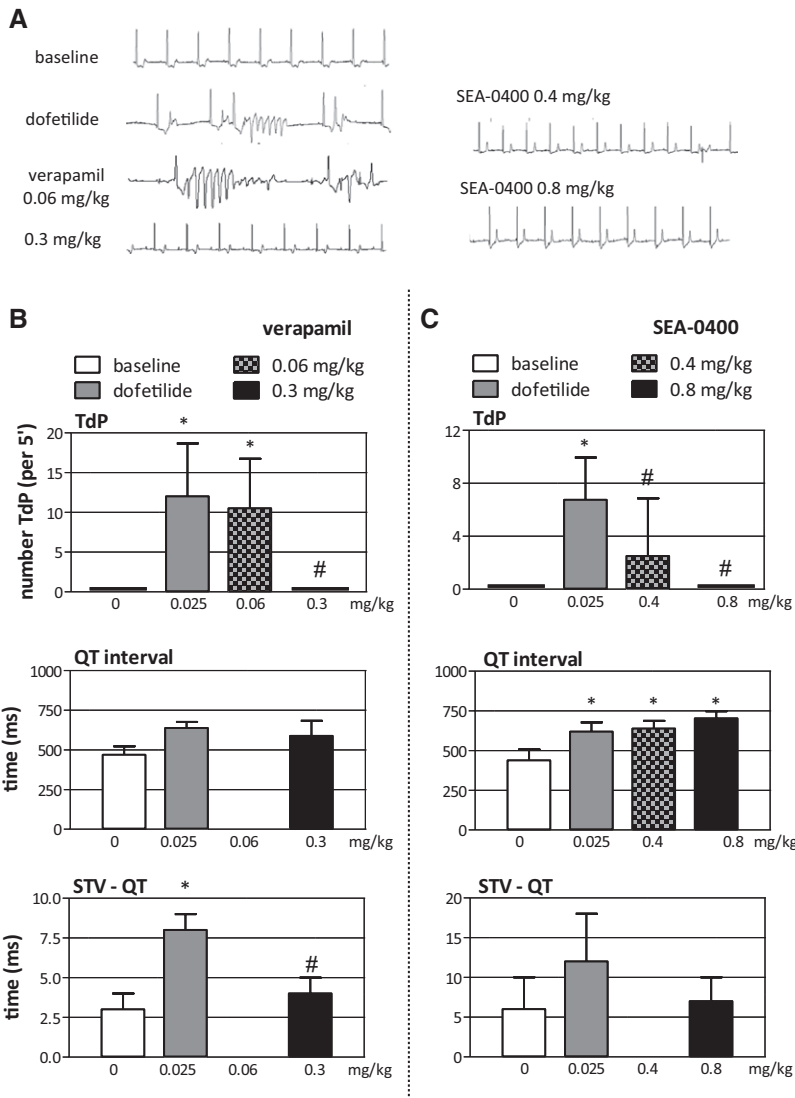 A
baseline
dofetilide
verapamil
0.06 mg/kg
0.3 mg/kg
SEA-0400 0.4 mg/kg
SEA-0400 0.8 mg/kg
B
verapamil
baseline 0.06 mg/kg
dofetilide 0.3 mg/kg
TdP
number TdP (per 5')
20
15
10
5
0
* * #
0 0.025 0.06 0.3 mg/kg
QT interval
time (ms)
1000
750
500
250
0
0 0.025 0.06 0.3 mg/kg
STV - QT
time (ms)
10.0
7.5
5.0
2.5
0.0
* #
0 0.025 0.06 0.3 mg/kg
C
SEA-0400
baseline 0.4 mg/kg
dofetilide 0.8 mg/kg
TdP
12
8
4
0
* # #
0 0.025 0.4 0.8 mg/kg
QT interval
1000
750
500
250
0
* * *
0 0.025 0.4 0.8 mg/kg
STV - QT
20
15
10
5
0
0 0.025 0.4 0.8 mg/kg